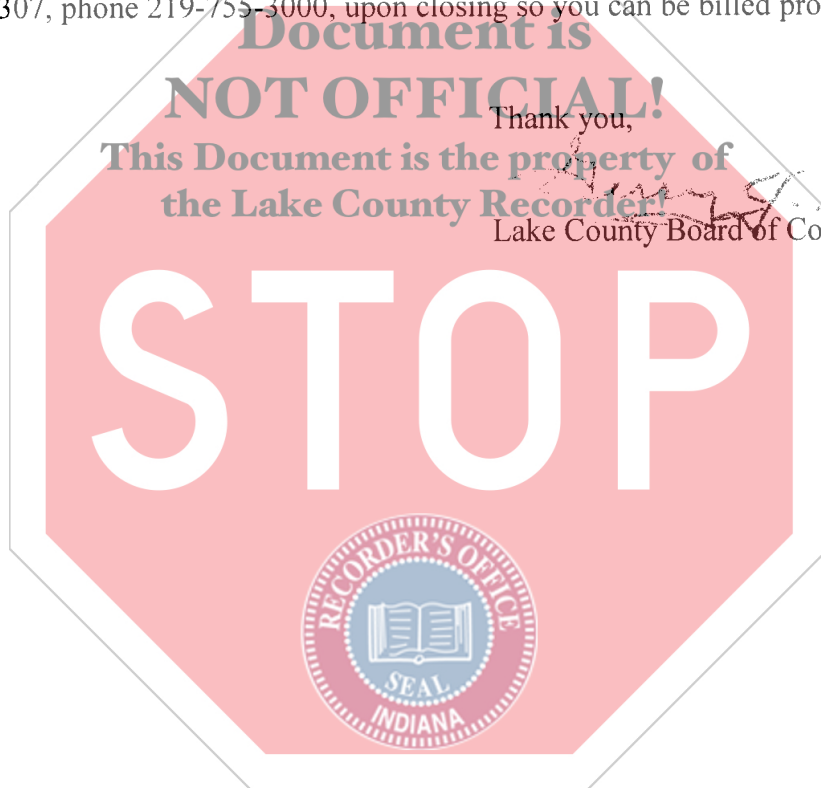 307, phone 219-755-3000, upon closing so you can be billed pro
Document is
NOT OFFICIAL!
Thank you,
This Document is the property of
the Lake County Recorder!
Lake County Board of Co
STOP
RECORDER'S OFFICE
SEAL
INDIANA